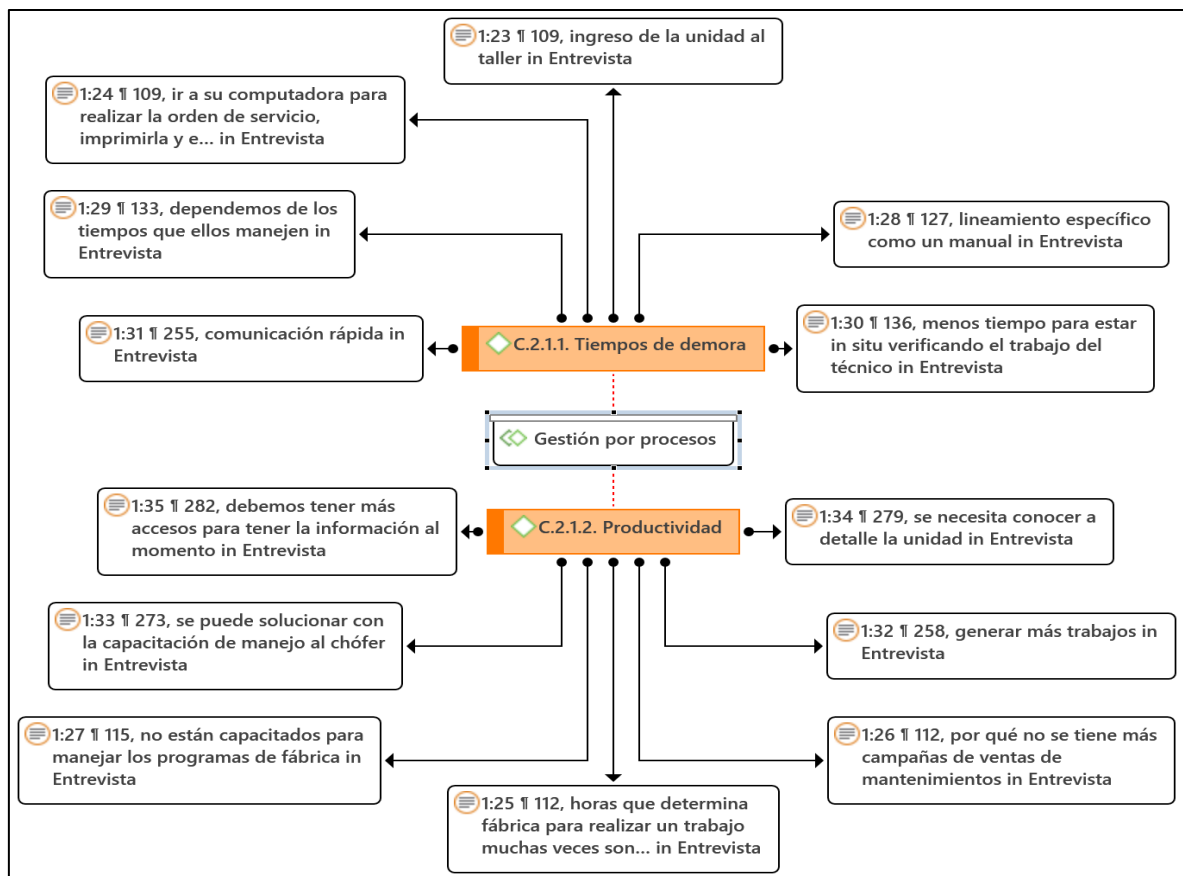 1:23 ¶ 109, ingreso de la unidad al
taller in Entrevista
1:24 ¶ 109, ir a su computadora para
realizar la orden de servicio,
imprimirla y e... in Entrevista
1:29 ¶ 133, dependemos de los
tiempos que ellos manejen in
Entrevista
1:28 ¶ 127, lineamiento específico
como un manual in Entrevista
1:31 ¶ 255, comunicación rápida in
Entrevista
C.2.1.1. Tiempos de demora
1:30 ¶ 136, menos tiempo para estar
in situ verificando el trabajo del
técnico in Entrevista
Gestión por procesos
1:35 ¶ 282, debemos tener más
accesos para tener la información al
momento in Entrevista
C.2.1.2. Productividad
1:34 ¶ 279, se necesita conocer a
detalle la unidad in Entrevista
1:33 ¶ 273, se puede solucionar con
la capacitación de manejo al chófer
in Entrevista
1:32 ¶ 258, generar más trabajos in
Entrevista
1:27 ¶ 115, no están capacitados para
manejar los programas de fábrica in
Entrevista
1:26 ¶ 112, por qué no se tiene más
campañas de ventas de
mantenimientos in Entrevista
1:25 ¶ 112, horas que determina
fábrica para realizar un trabajo
muchas veces son... in Entrevista